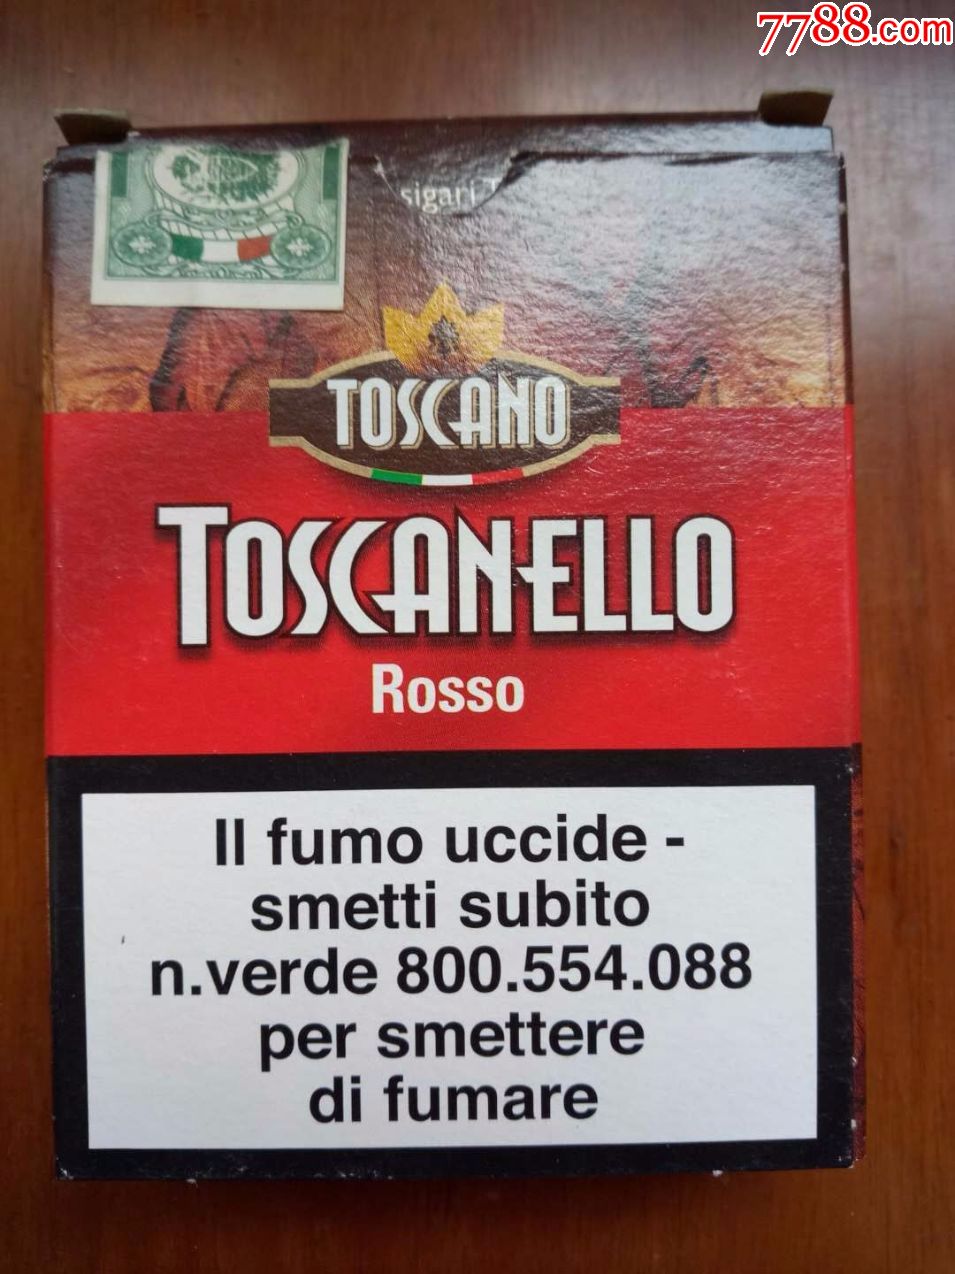 7788.com
sigari
TOSCANO
TOSCANELLO
Rosso
Il fumo uccide -
smetti subito
n.verde 800.554.088
per smettere
di fumare